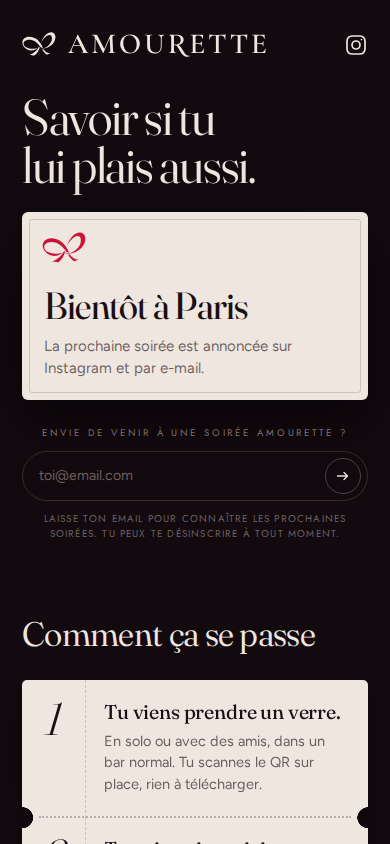 AMOURETTE
Savoir si tu
lui plais aussi.
Bientôt à Paris
La prochaine soirée est annoncée sur
Instagram et par e-mail.
ENVIE DE VENIR À UNE SOIRÉE AMOURETTE ?
toi@email.com
LAISSE TON EMAIL POUR CONNAÎTRE LES PROCHAINES
SOIRÉES. TU PEUX TE DÉSINSCRIRE À TOUT MOMENT.
Comment ça se passe
1
Tu viens prendre un verre.
En solo ou avec des amis, dans un
bar normal. Tu scannes le QR sur
place, rien à télécharger.